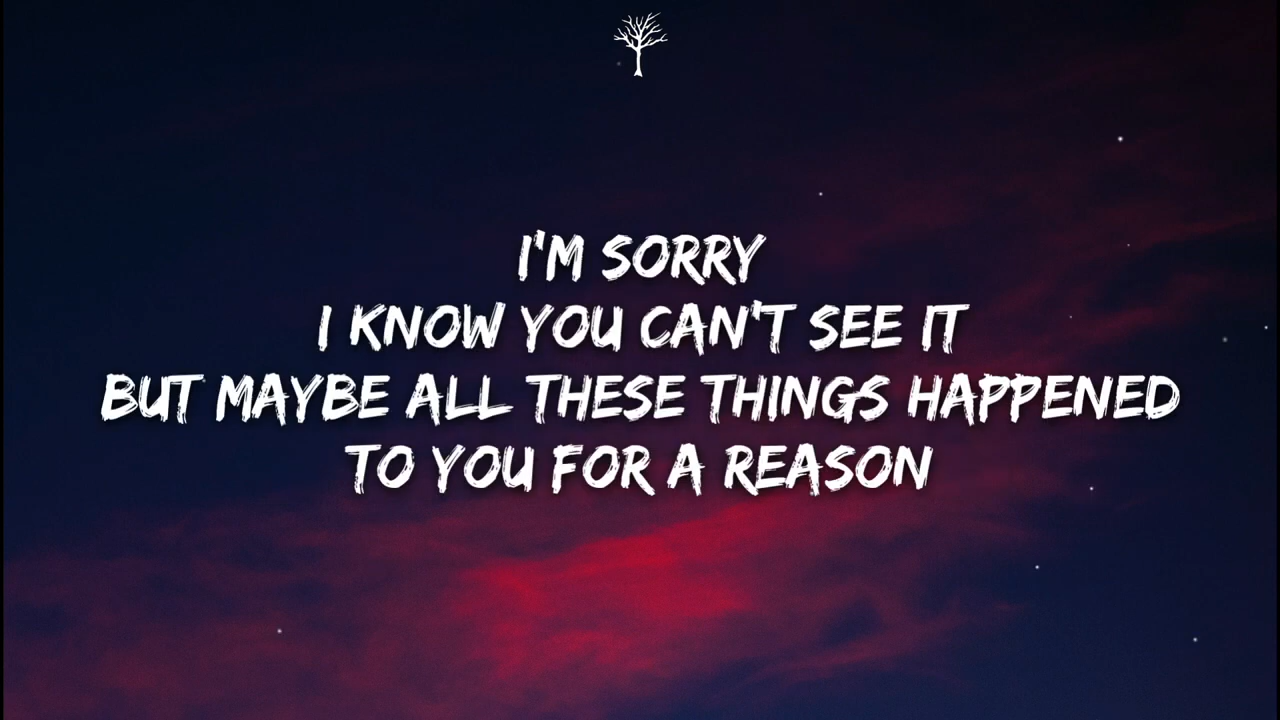 I'M SORRY
I KNOW YOU CAN'T SEE IT
BUT MAYBE ALL THESE THINGS HAPPENED
TO YOU FOR A REASON